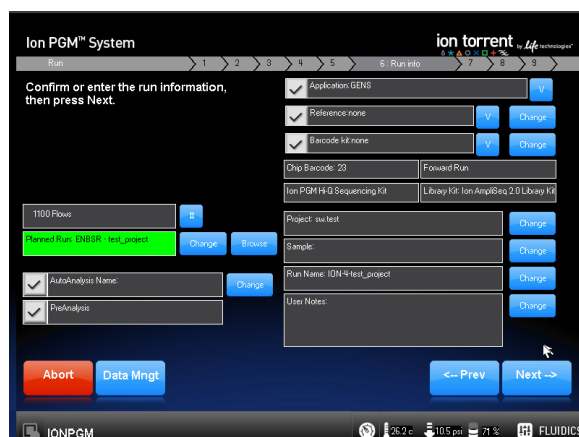 Ion PGM™ System
ion torrent by Life technologies™
Run 1 2 3 4 5 6 : Run info 7 8 9
Confirm or enter the run information,
then press Next.
Application: GENS
V
Reference:none
V
Change
Barcode kit:none
V
Change
Chip Barcode: 23
Forward Run
Ion PGM Hi-Q Sequencing Kit
Library Kit: Ion AmpliSeq 2.0 Library Kit
1100 Flows
#
Planned Run: ENBSR - test_project
Change
Browse
AutoAnalysis Name:
Change
PreAnalysis
Project: sw.test
Change
Sample:
Change
Run Name: ION-4-test_project
Change
User Notes:
Change
Abort
Data Mngt
<-- Prev
Next -->
IONPGM
26.2 c
10.5 psi
71 %
FLUIDICS